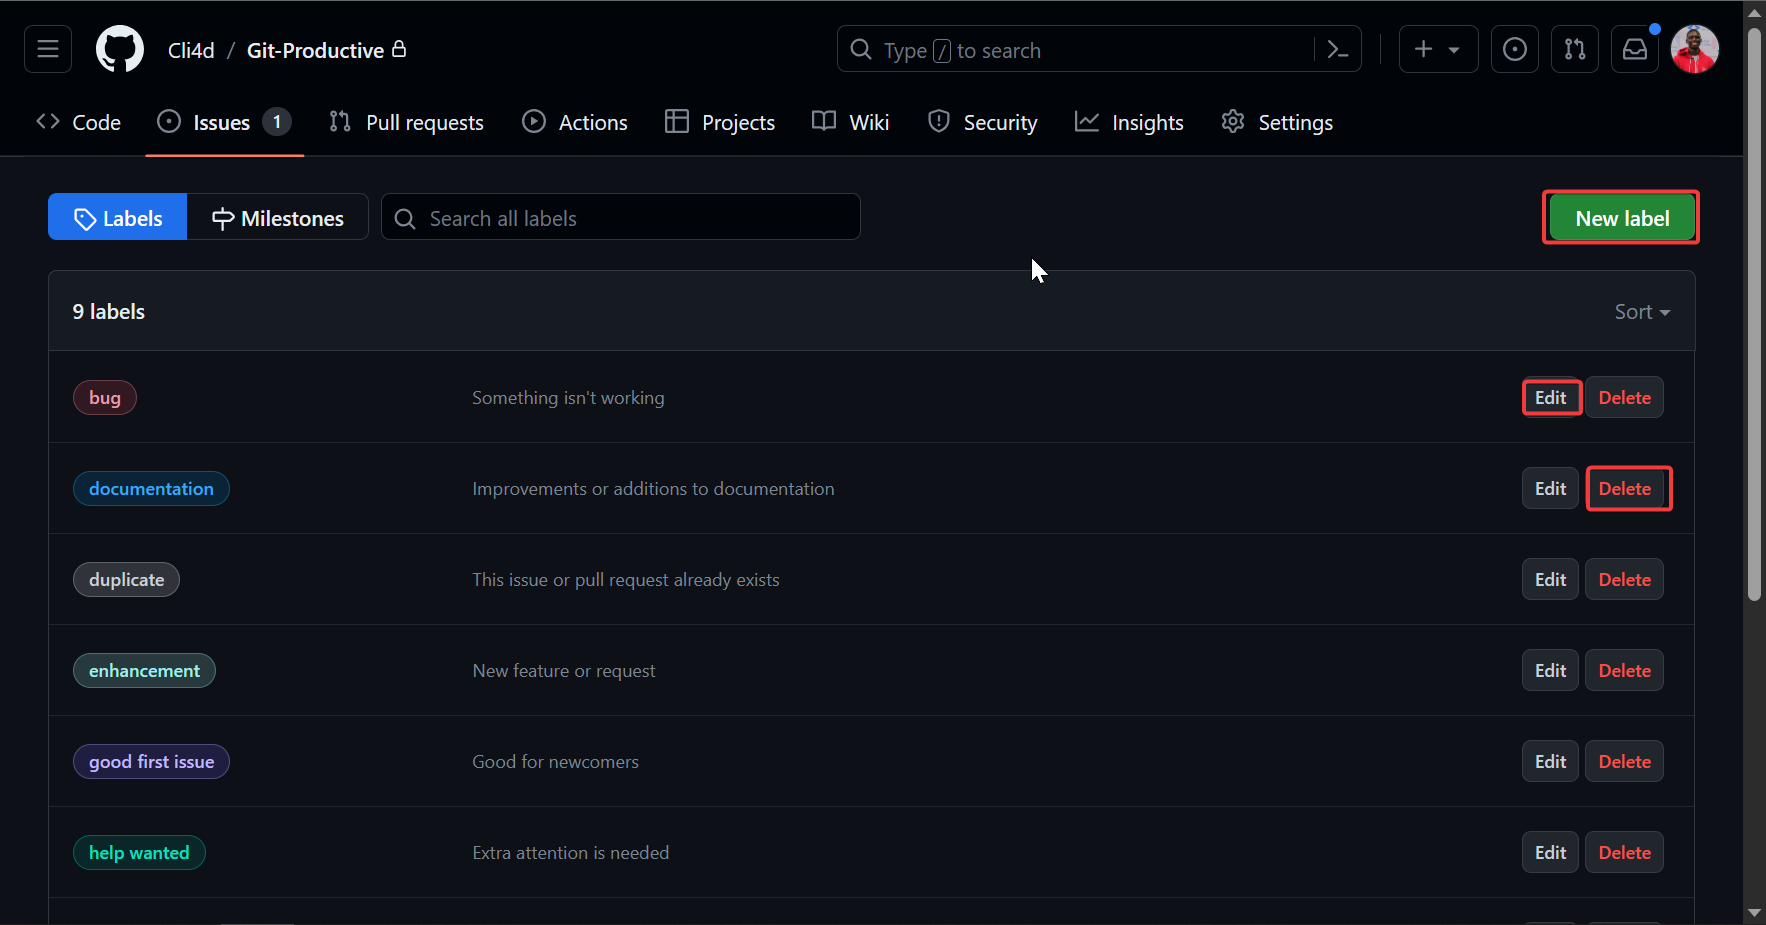 Cli4d / Git-Productive
Type / to search
Code
Issues 1
Pull requests
Actions
Projects
Wiki
Security
Insights
Settings
Labels
Milestones
Search all labels
New label
9 labels
Sort
bug Something isn't working Edit Delete
documentation Improvements or additions to documentation Edit Delete
duplicate This issue or pull request already exists Edit Delete
enhancement New feature or request Edit Delete
good first issue Good for newcomers Edit Delete
help wanted Extra attention is needed Edit Delete